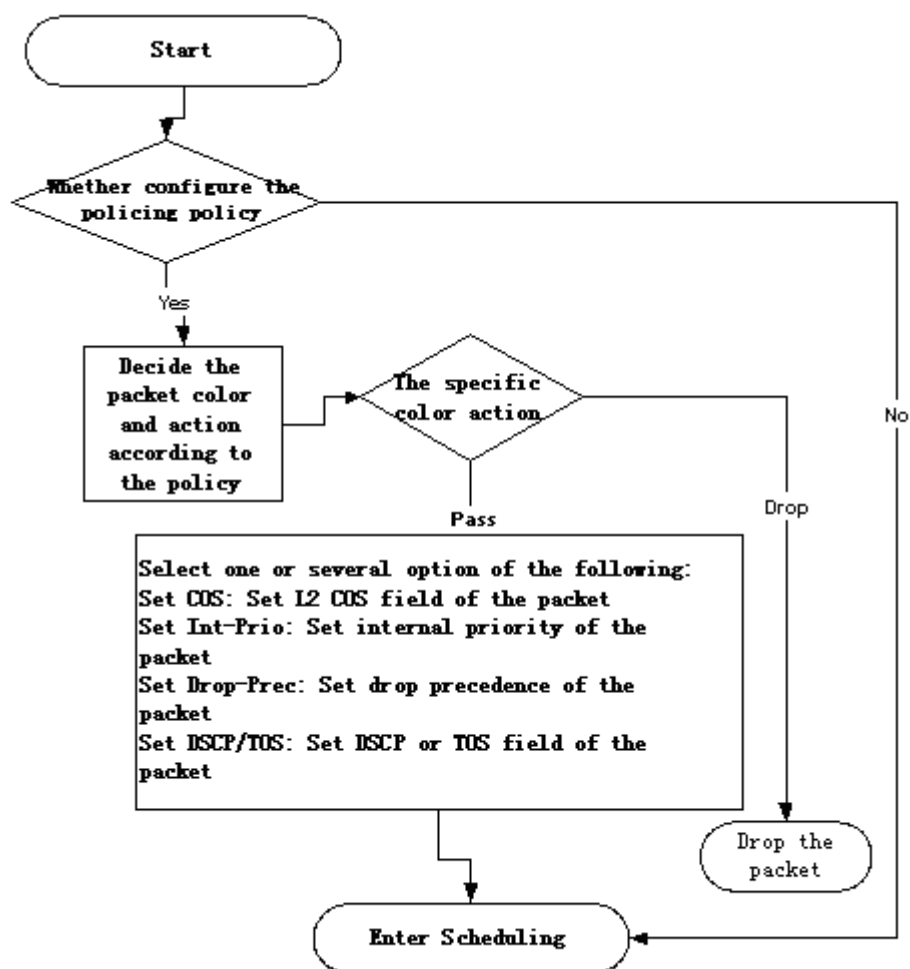 Start
Whether configure the
policing policy
Yes
Decide the
packet color
and action
according to
the policy
The specific
color action
No
Drop
Pass
Select one or several option of the following:
Set COS: Set L2 COS field of the packet
Set Int-Prio: Set internal priority of the
packet
Set Drop-Prec: Set drop precedence of the
packet
Set DSCP/TOS: Set DSCP or TOS field of the
packet
Drop the
packet
Enter Scheduling